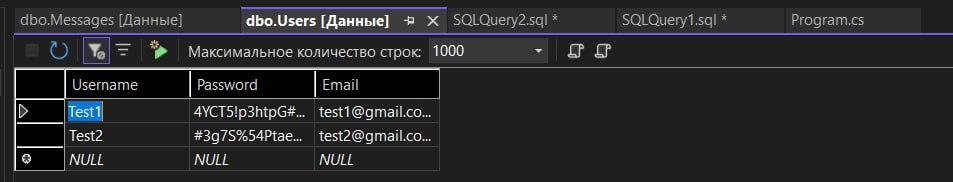 dbo.Messages [Данные] dbo.Users [Данные] SQLQuery2.sql * SQLQuery1.sql * Program.cs
Максимальное количество строк: 1000
Username Password Email
Test1 4YCT5!p3htpG#... test1@gmail.co...
Test2 #3g7S%54Ptae... test2@gmail.co...
NULL NULL NULL